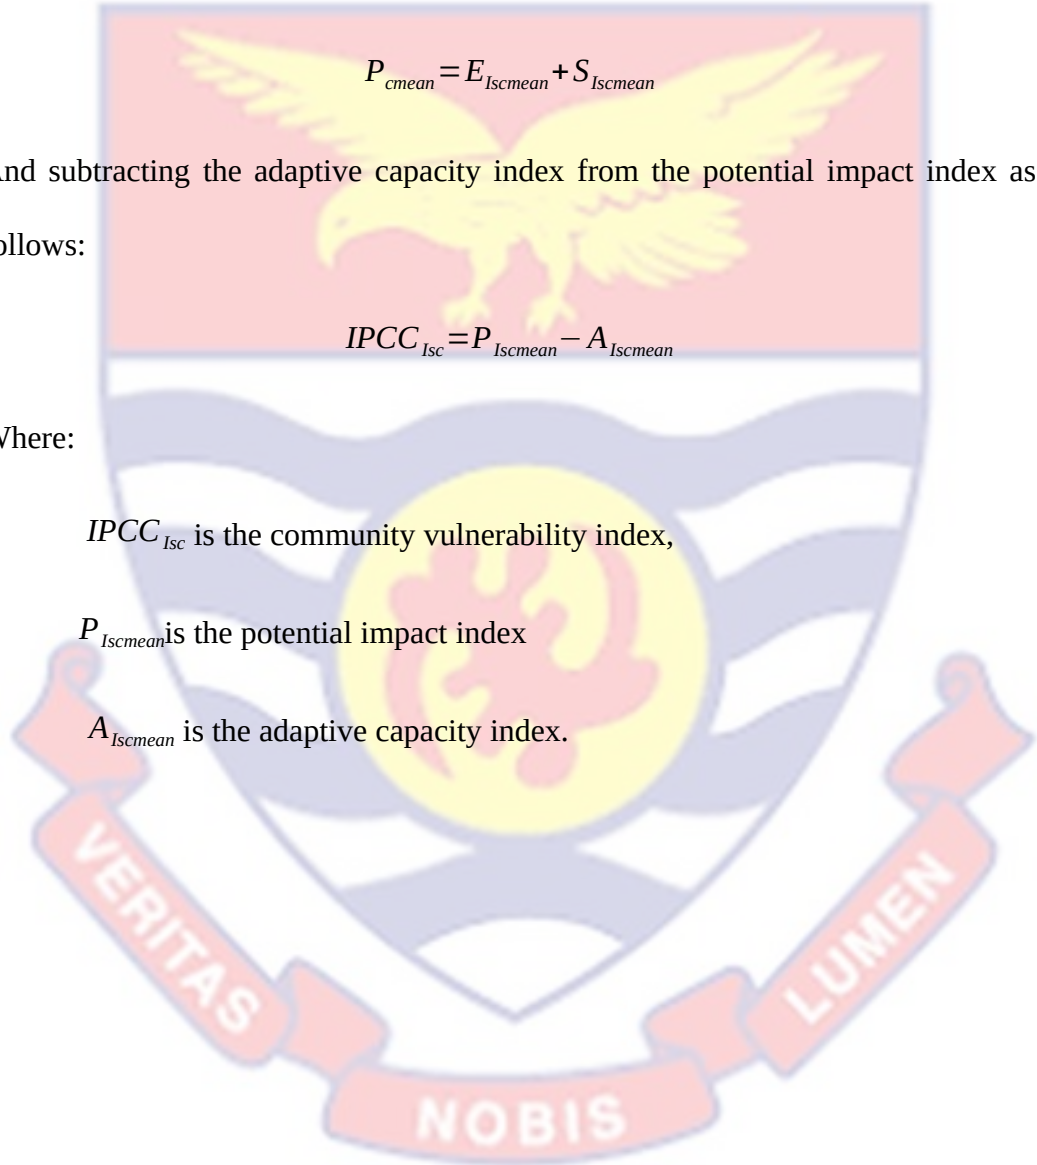 P_cmean = E_Iscmean + S_Iscmean
And subtracting the adaptive capacity index from the potential impact index as
ollows:
IPCC_Isc = P_Iscmean − A_Iscmean
Where:
IPCC_Isc is the community vulnerability index,
P_Iscmean is the potential impact index
A_Iscmean is the adaptive capacity index.
VERITAS
NOBIS
LUMEN